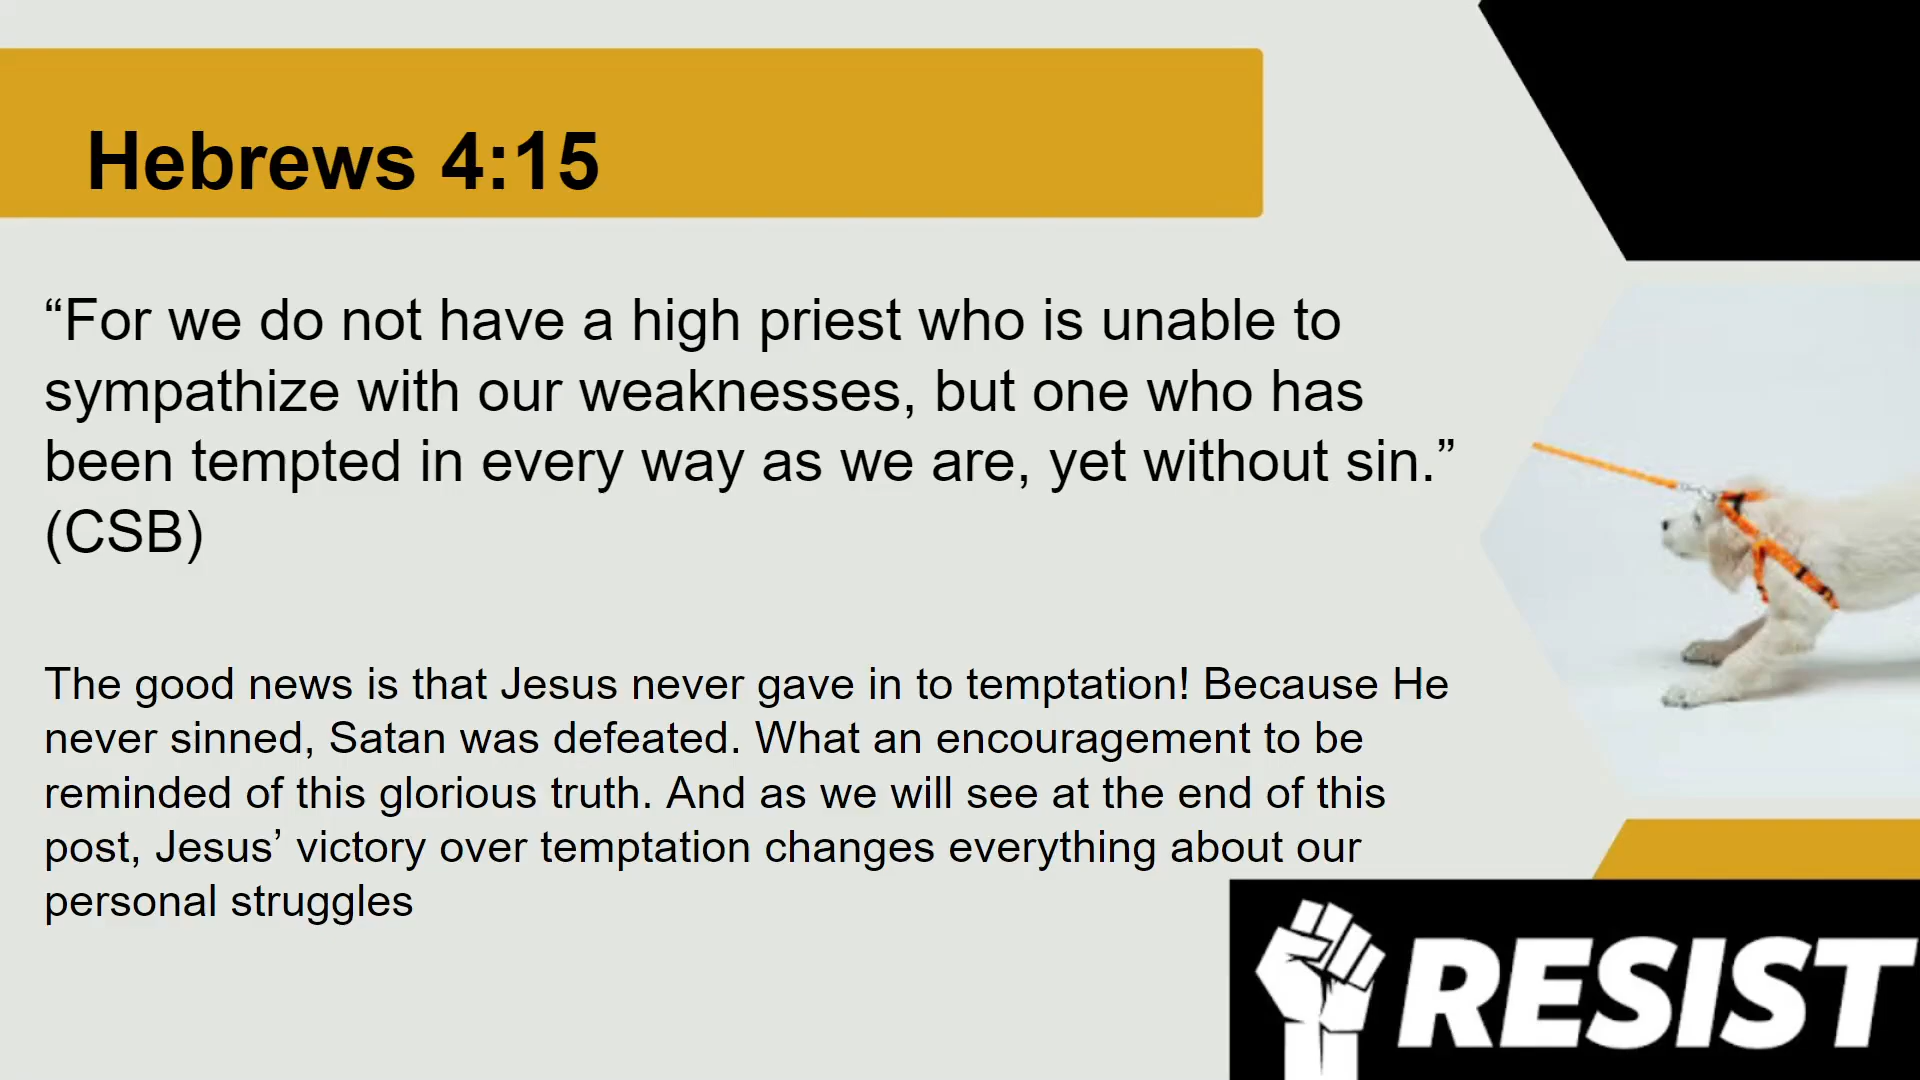 Hebrews 4:15
“For we do not have a high priest who is unable to
sympathize with our weaknesses, but one who has
been tempted in every way as we are, yet without sin.”
(CSB)
The good news is that Jesus never gave in to temptation! Because He
never sinned, Satan was defeated. What an encouragement to be
reminded of this glorious truth. And as we will see at the end of this
post, Jesus’ victory over temptation changes everything about our
personal struggles
RESIST